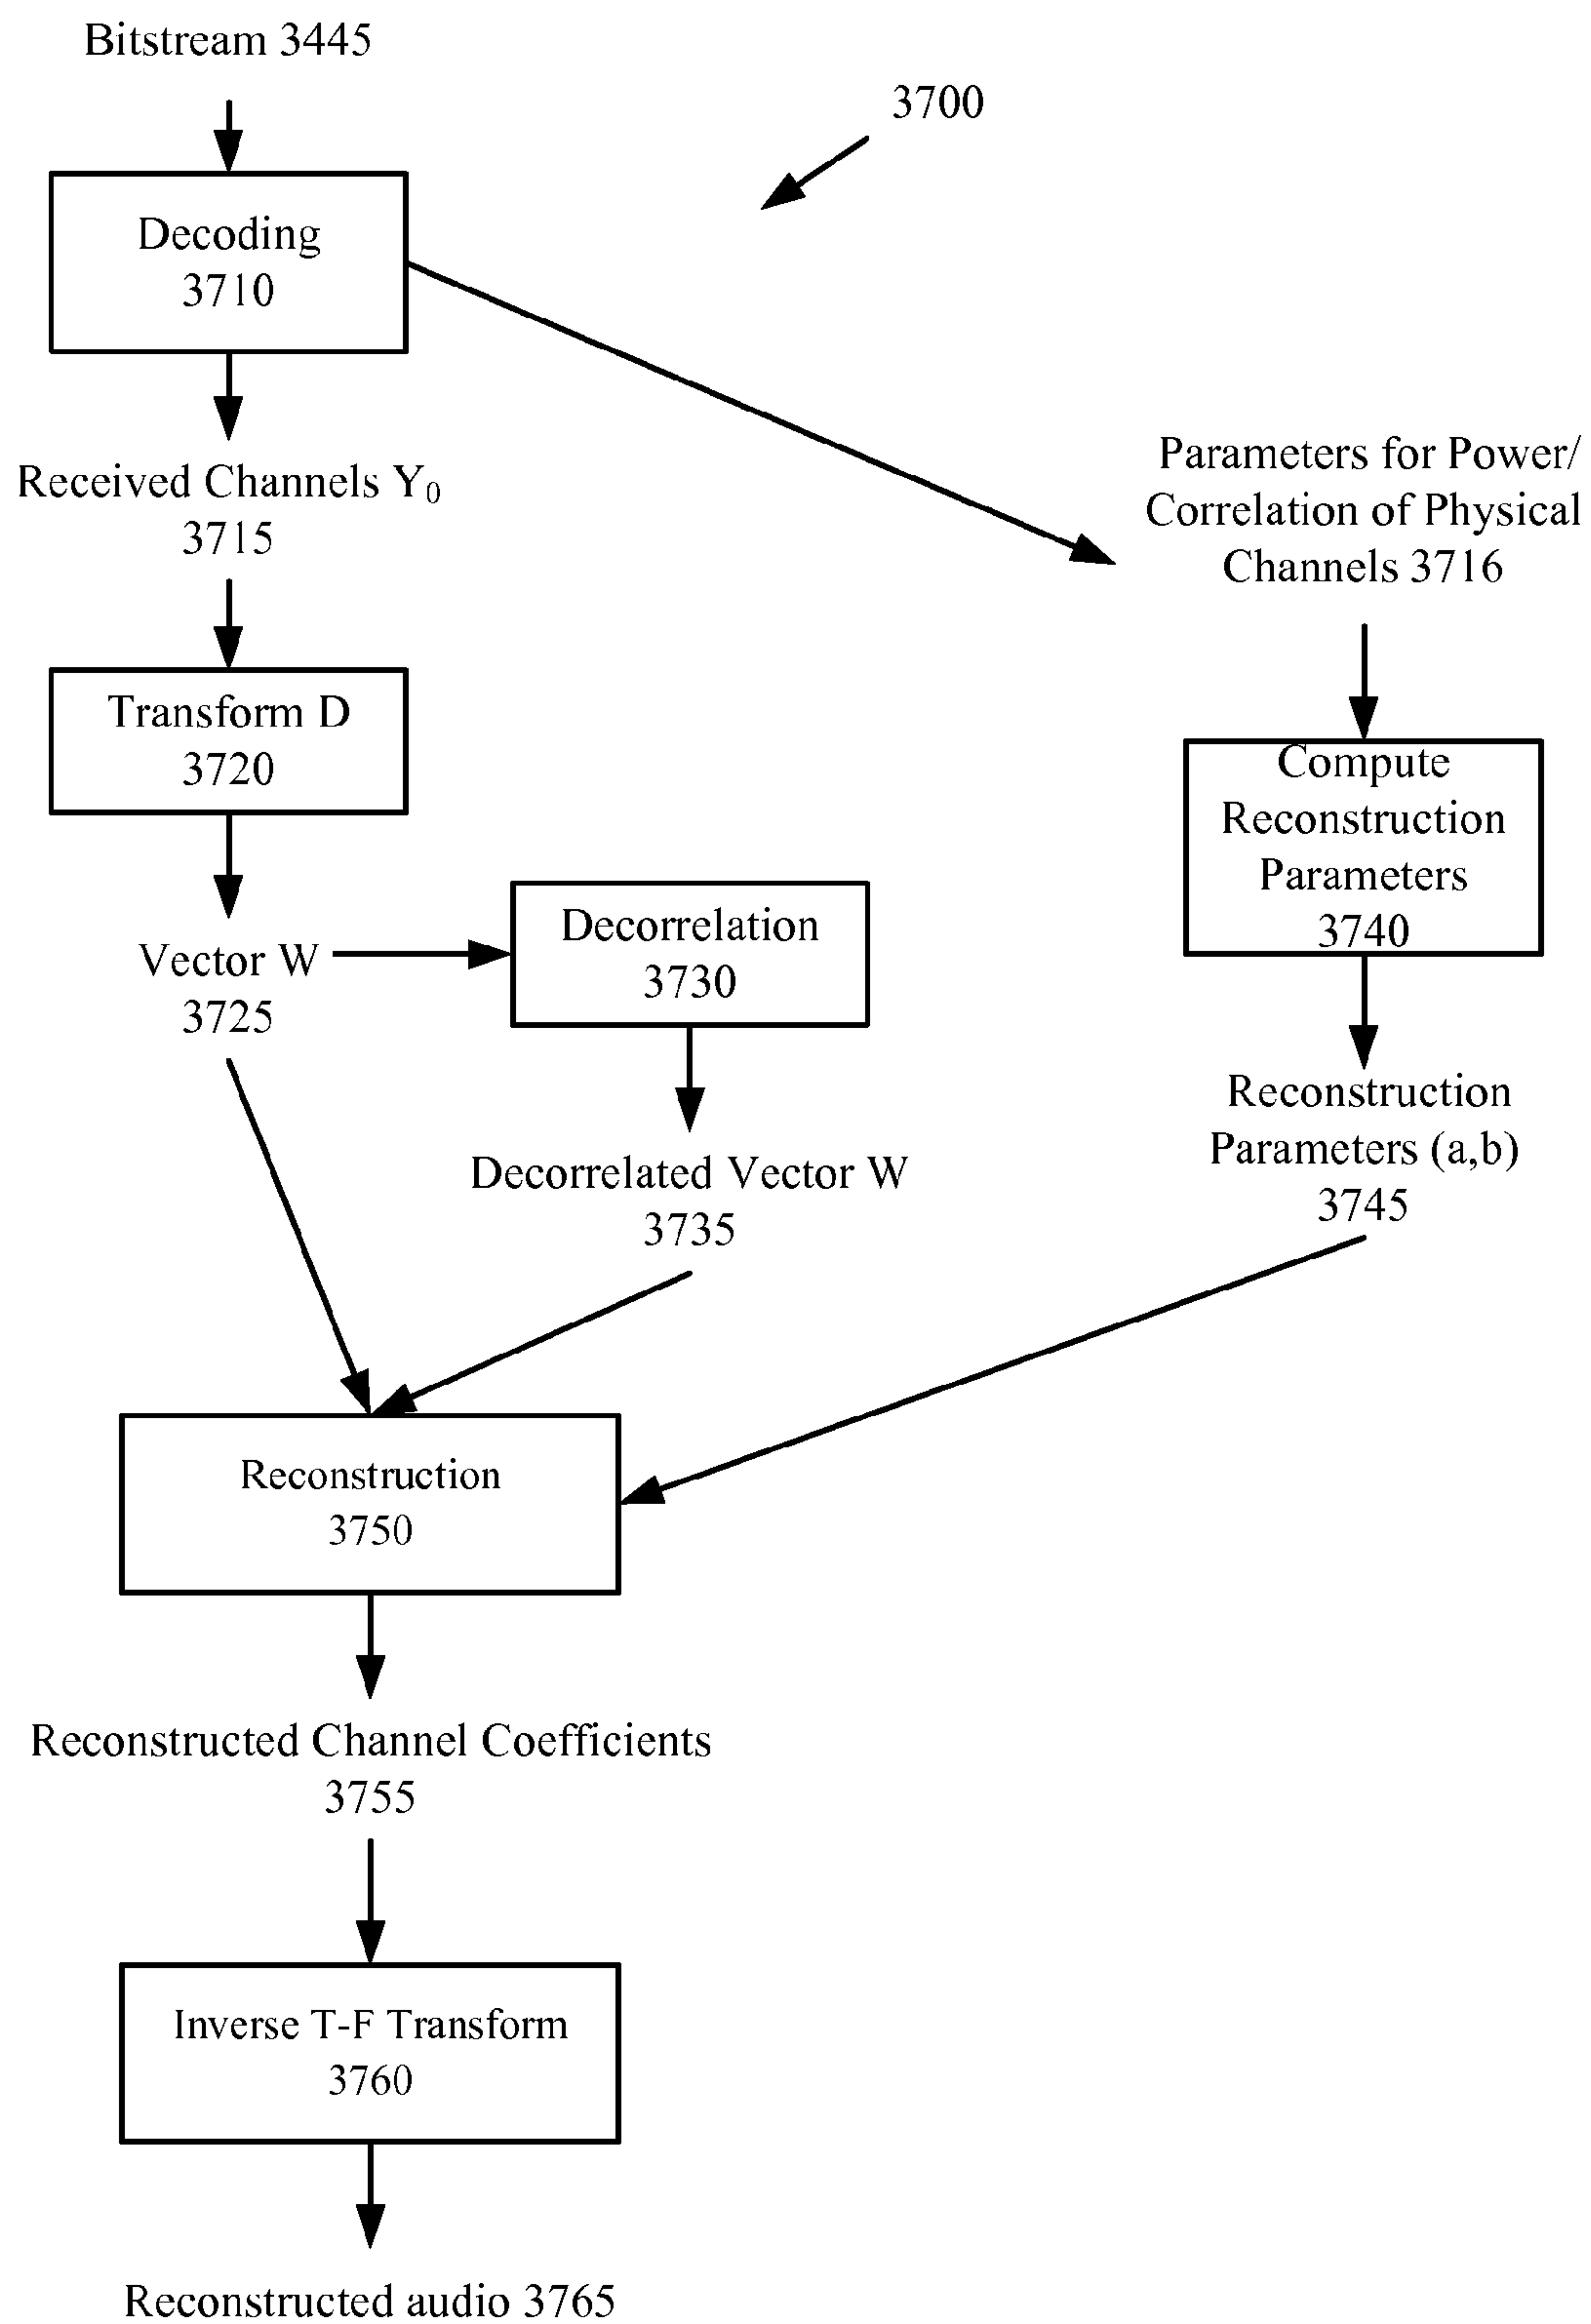 Bitstream 3445
3700
Decoding
3710
Received Channels Y₀
3715
Parameters for Power/
Correlation of Physical
Channels 3716
Transform D
3720
Compute
Reconstruction
Parameters
3740
Vector W
3725
Decorrelation
3730
Decorrelated Vector W
3735
Reconstruction
Parameters (a,b)
3745
Reconstruction
3750
Reconstructed Channel Coefficients
3755
Inverse T-F Transform
3760
Reconstructed audio 3765